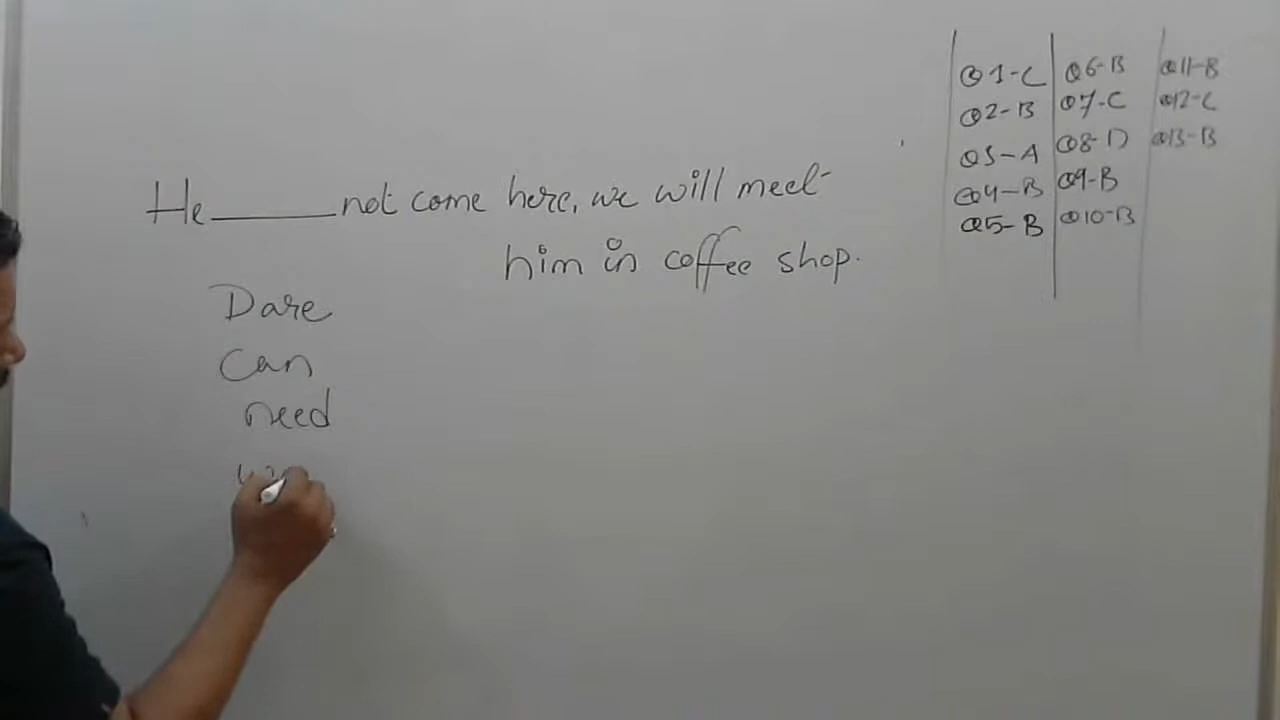 He ______ not come here, we will meet
him in coffee shop.
Dare
Can
need
Q1-C
Q2-B
Q3-A
Q4-B
Q5-B
Q6-B
Q7-C
Q8-D
Q9-B
Q10-B
Q11-B
Q12-C
Q13-B